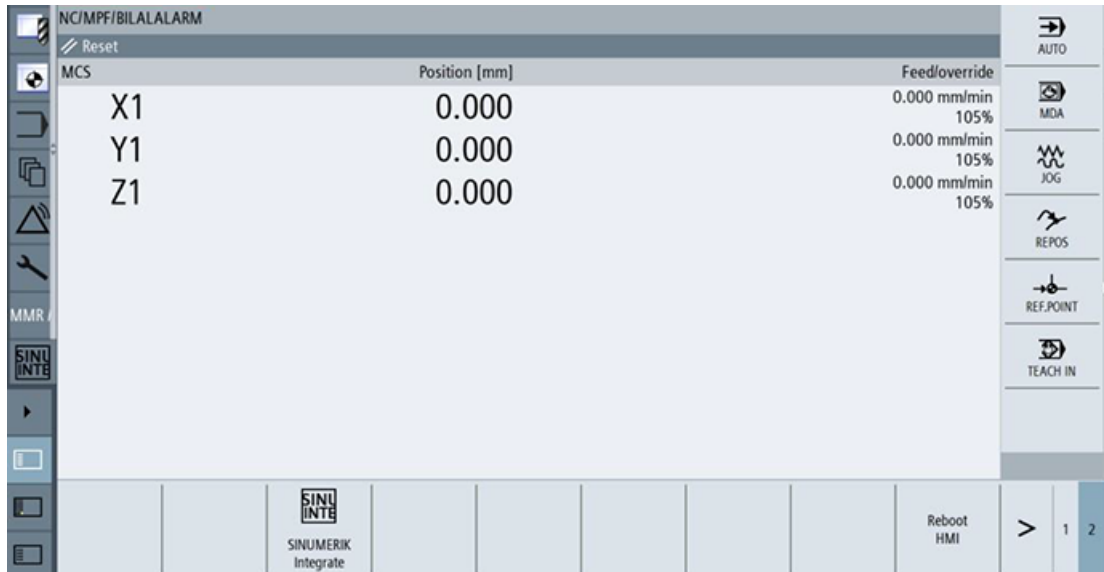 NC/MPF/BILALALARM
Reset
MCS Position [mm] Feed/override
X1 0.000 0.000 mm/min
105%
Y1 0.000 0.000 mm/min
105%
Z1 0.000 0.000 mm/min
105%
AUTO
MDA
JOG
REPOS
REF.POINT
TEACH IN
MMR /
SINU
INTE
SINU
INTE
SINUMERIK
Integrate
Reboot
HMI
> 1 2